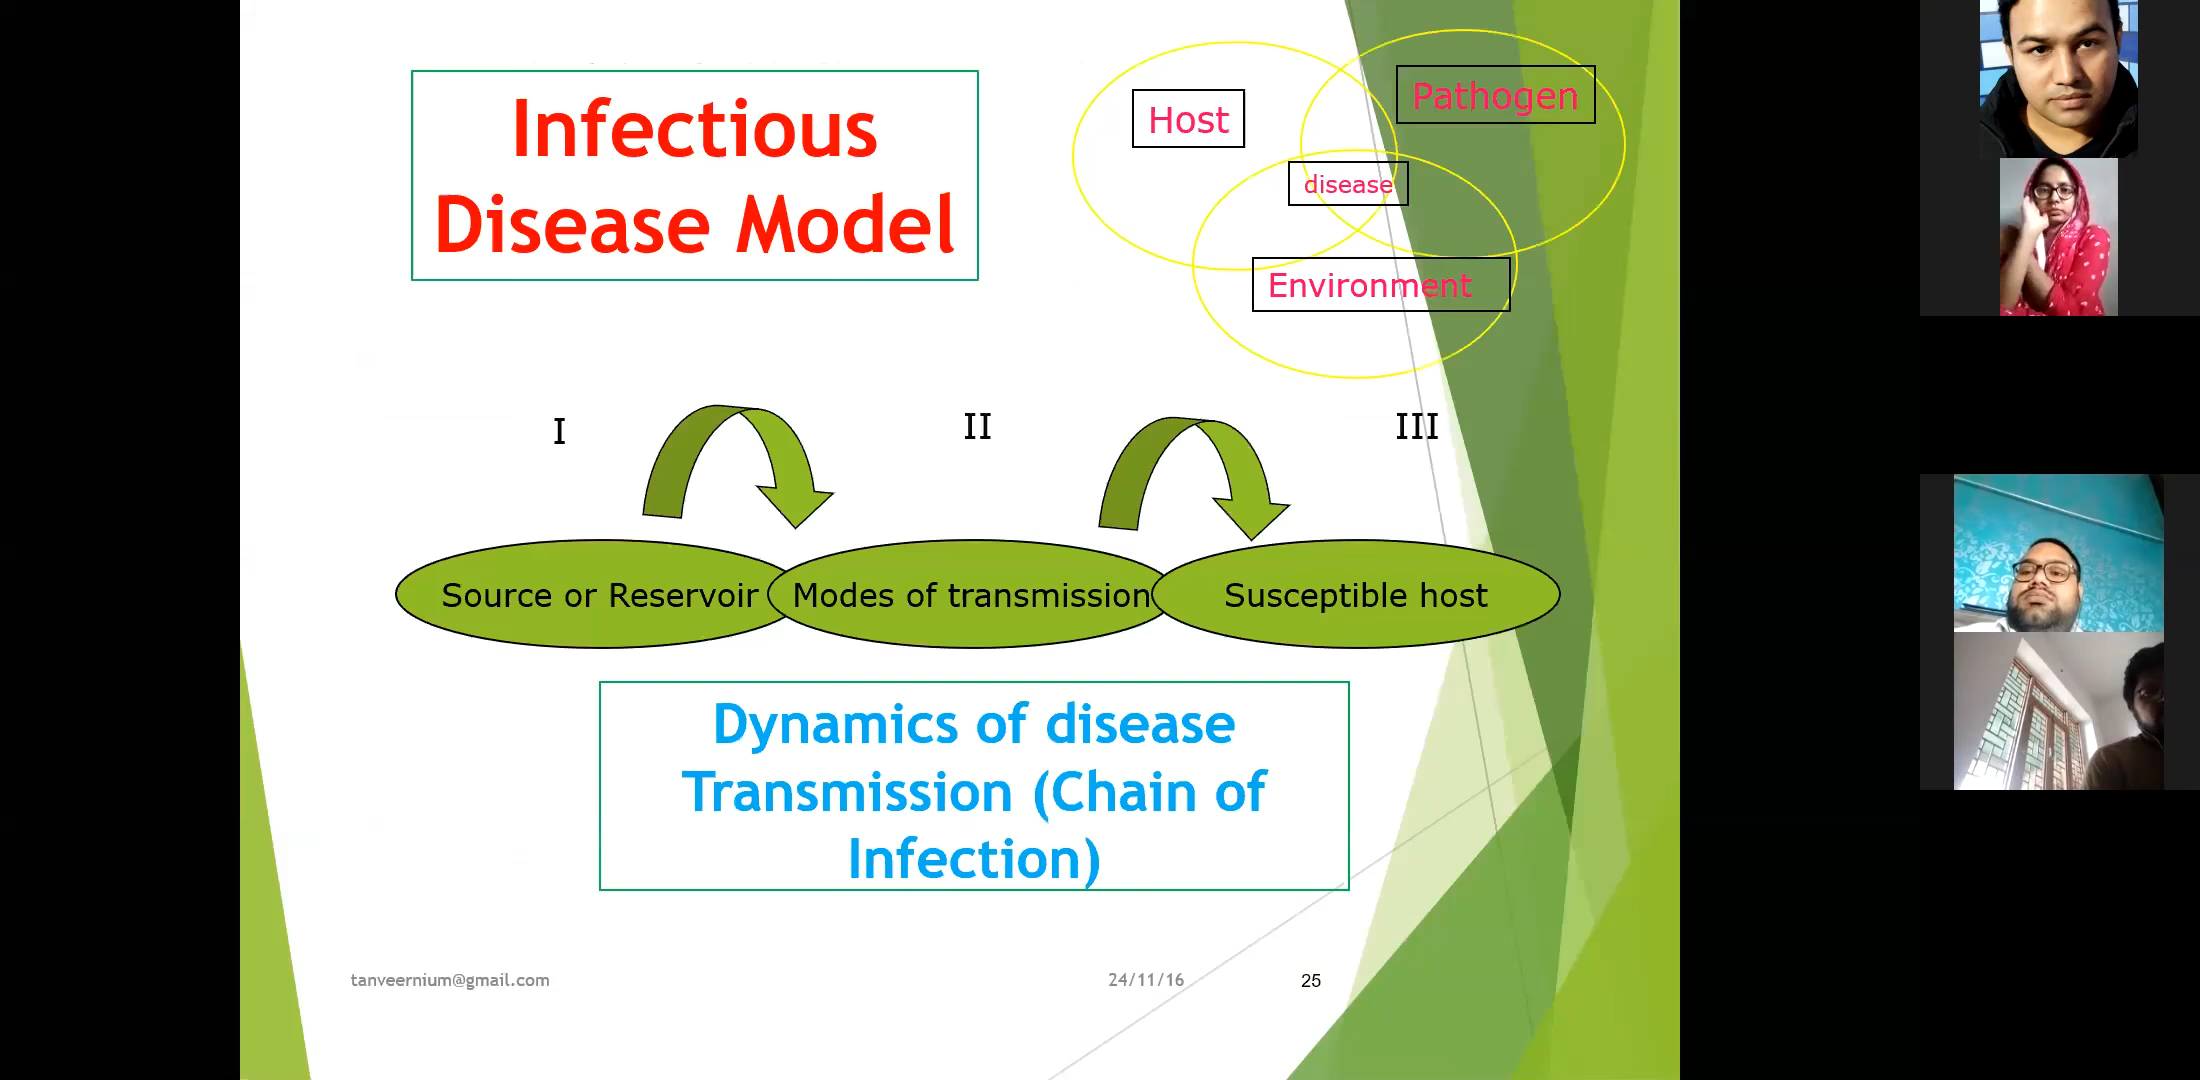 Infectious
Disease Model
Host
Pathogen
disease
Environment
I
II
III
Source or Reservoir
Modes of transmission
Susceptible host
Dynamics of disease
Transmission (Chain of
Infection)
tanveernium@gmail.com
24/11/16
25